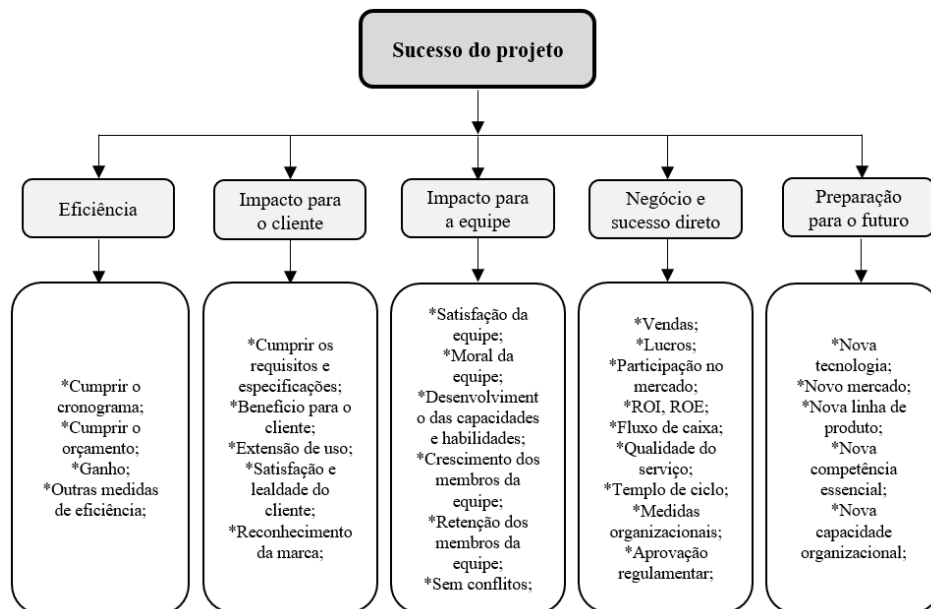 Sucesso do projeto
Eficiência
Impacto para
o cliente
Impacto para
a equipe
Negócio e
sucesso direto
Preparação
para o futuro
*Cumprir o
cronograma;
*Cumprir o
orçamento;
*Ganho;
*Outras medidas
de eficiência;
*Cumprir os
requisitos e
especificações;
*Beneficio para o
cliente;
*Extensão de uso;
*Satisfação e
lealdade do
cliente;
*Reconhecimento
da marca;
*Satisfação da
equipe;
*Moral da
equipe;
*Desenvolviment
o das capacidades
e habilidades;
*Crescimento dos
membros da
equipe;
*Retenção dos
membros da
equipe;
*Sem conflitos;
*Vendas;
*Lucros;
*Participação no
mercado;
*ROI, ROE;
*Fluxo de caixa;
*Qualidade do
serviço;
*Templo de ciclo;
*Medidas
organizacionais;
*Aprovação
regulamentar;
*Nova
tecnologia;
*Novo mercado;
*Nova linha de
produto;
*Nova
competência
essencial;
*Nova
capacidade
organizacional;